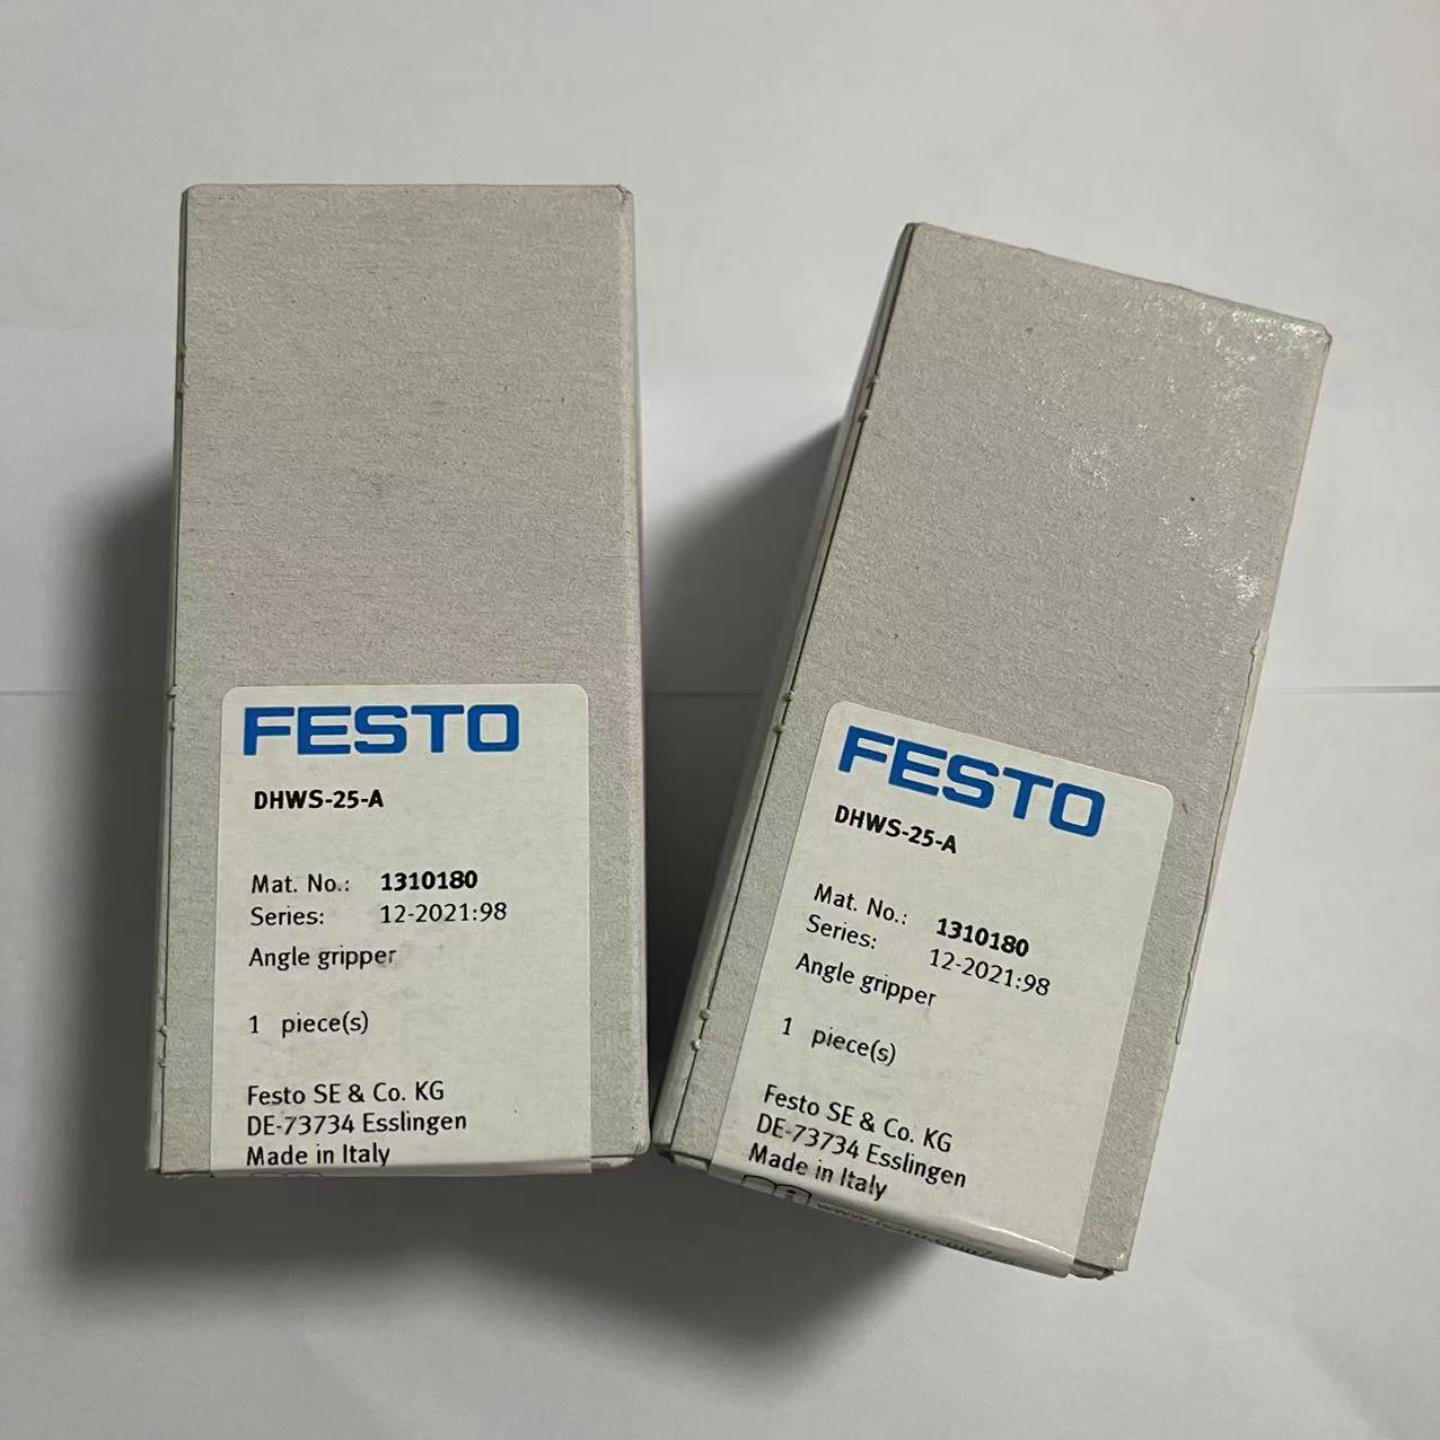 FESTO
DHWS-25-A
Mat. No.: 1310180
Series: 12-2021:98
Angle gripper
1 piece(s)
Festo SE & Co. KG
DE-73734 Esslingen
Made in Italy
FESTO
DHWS-25-A
Mat. No.: 1310180
Series: 12-2021:98
Angle gripper
1 piece(s)
Festo SE & Co. KG
DE-73734 Esslingen
Made in Italy